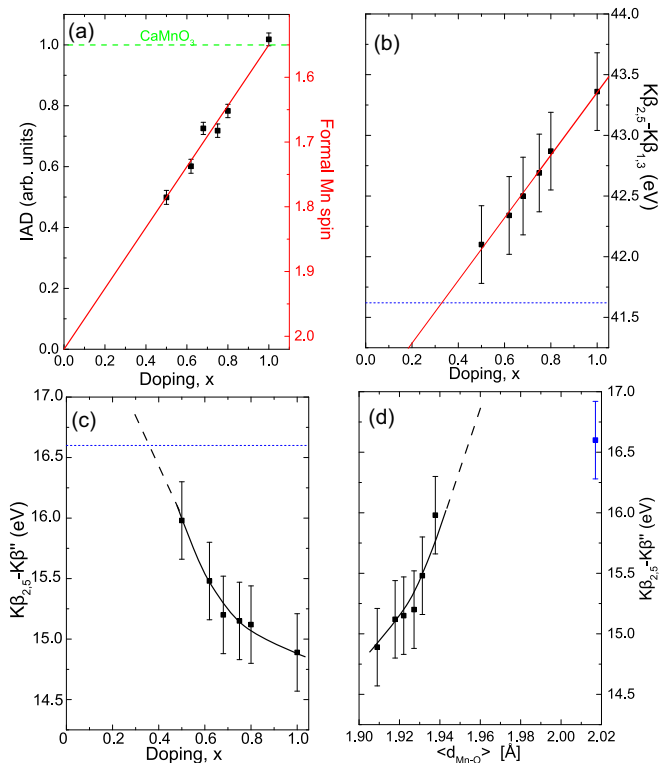 (a)
CaMnO3
IAD (arb. units)
1.0
0.8
0.6
0.4
0.2
0.0
0.0 0.2 0.4 0.6 0.8 1.0
Doping, x
1.6
1.7
1.8
1.9
2.0
Formal Mn spin
(b)
44.0
43.5
43.0
42.5
42.0
41.5
Kβ2,5-Kβ1,3
(eV)
0.0 0.2 0.4 0.6 0.8 1.0
Doping, x
(c)
Kβ2,5-Kβ'' (eV)
17.0
16.5
16.0
15.5
15.0
14.5
0 0.2 0.4 0.6 0.8 1.0
Doping, x
(d)
17.0
16.5
16.0
15.5
15.0
14.5
Kβ2,5-Kβ'' (eV)
1.90 1.92 1.94 1.96 1.98 2.00 2.02
<dMn-O> [Å]